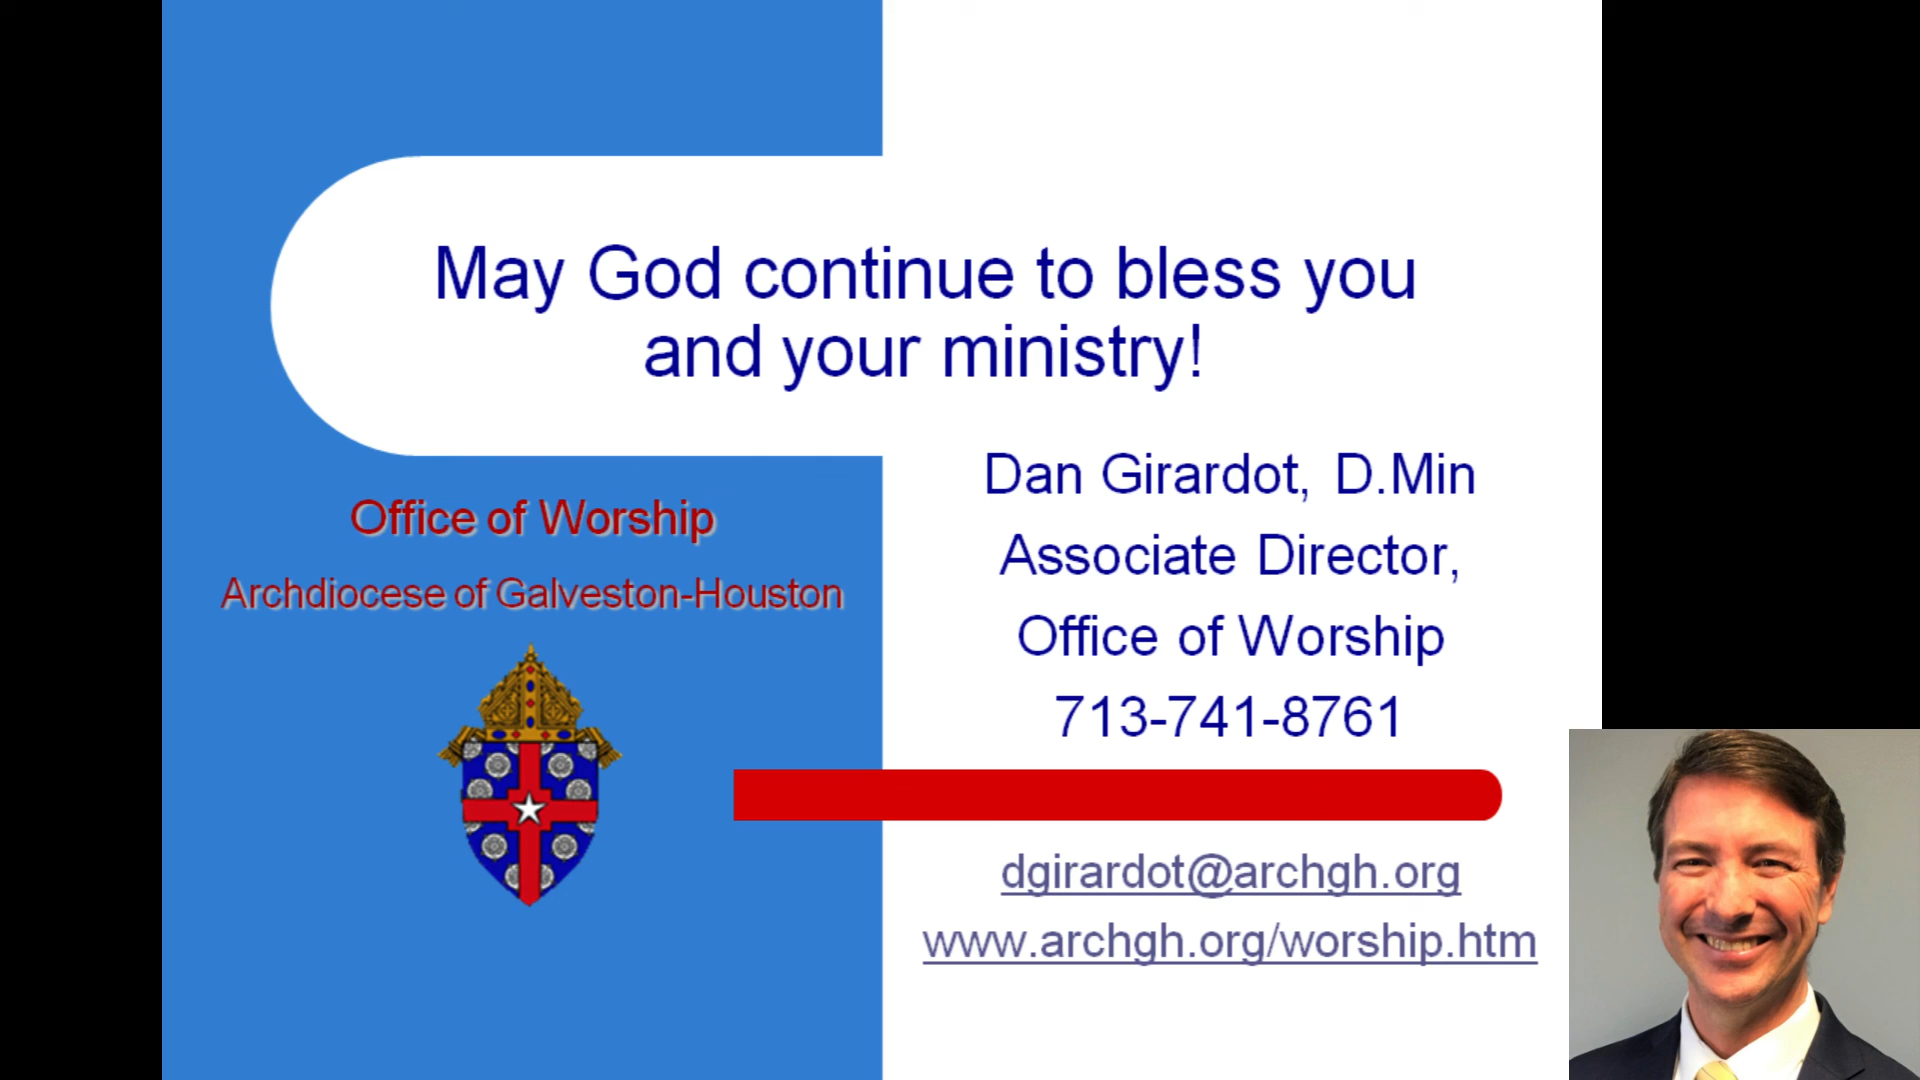 May God continue to bless you
and your ministry!
Office of Worship
Archdiocese of Galveston-Houston
Dan Girardot, D.Min
Associate Director,
Office of Worship
713-741-8761
dgirardot@archgh.org
www.archgh.org/worship.htm